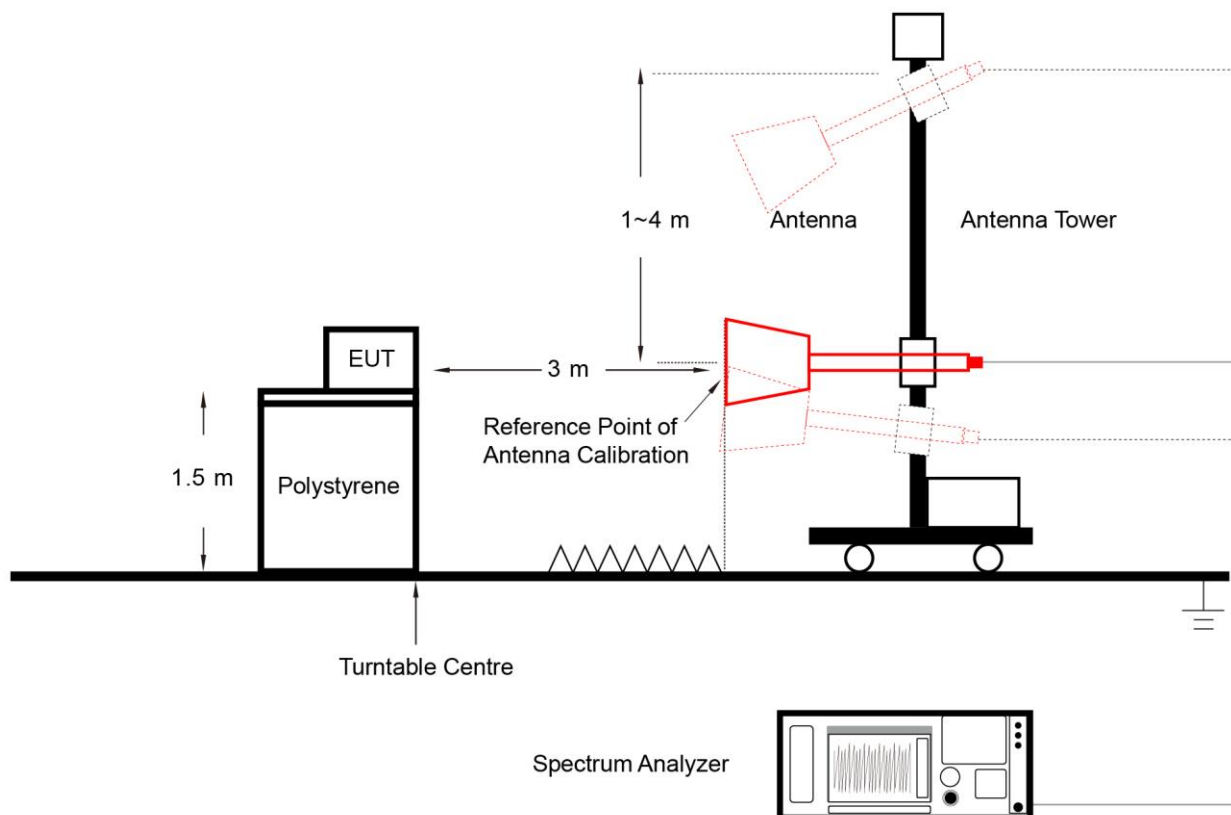 1~4 m
Antenna
Antenna Tower
EUT
3 m
Reference Point of
Antenna Calibration
1.5 m
Polystyrene
Turntable Centre
Spectrum Analyzer